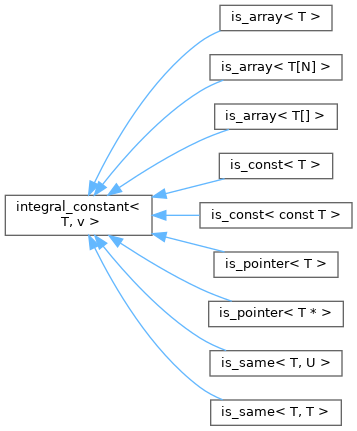 is_array< T >
is_array< T[N] >
is_array< T[] >
is_const< T >
integral_constant<
T, v >
is_const< const T >
is_pointer< T >
is_pointer< T * >
is_same< T, U >
is_same< T, T >